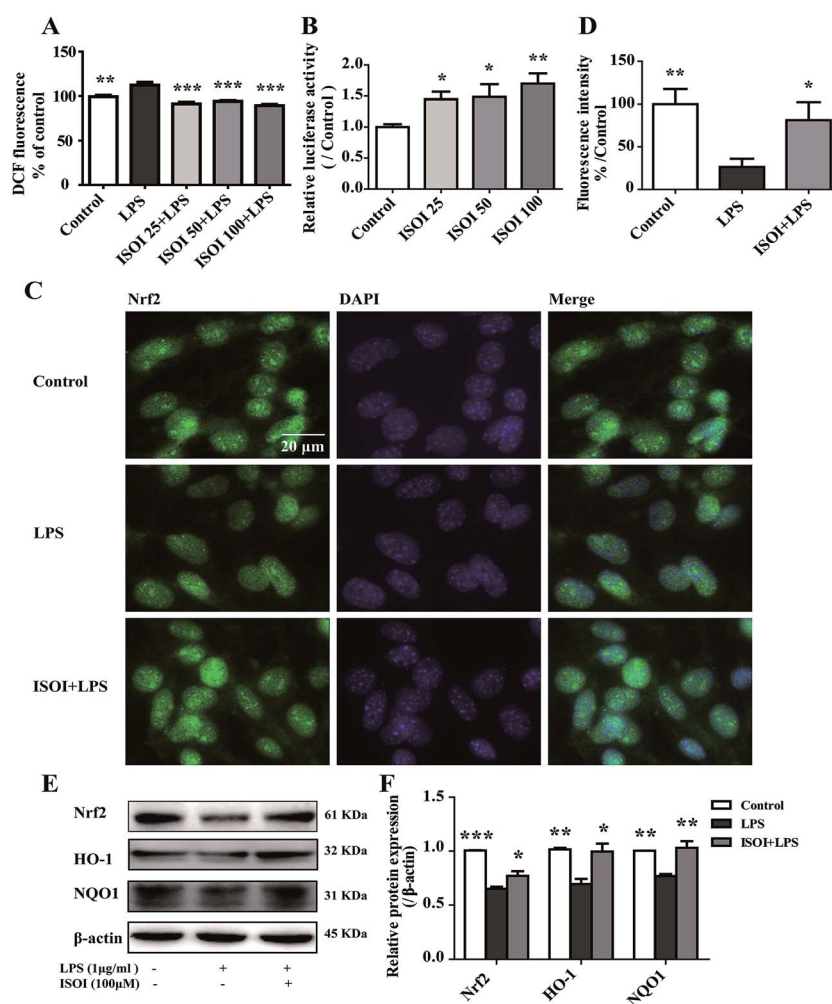 A
DCF fluorescence
% of control
150
100
50
0
**
***
***
***
Control
LPS
ISOI 25+LPS
ISOI 50+LPS
ISOI 100+LPS
B
Relative luciferase activity
( / Control )
2.0
1.5
1.0
0.5
0.0
*
*
**
Control
ISOI 25
ISOI 50
ISOI 100
D
Fluorescence intensity
% /Control
150
100
50
0
**
*
Control
LPS
ISOI+LPS
C
Nrf2
DAPI
Merge
Control
20 μm
LPS
ISOI+LPS
E
Nrf2
61 KDa
HO-1
32 KDa
NQO1
31 KDa
β-actin
45 KDa
LPS (1μg/ml ) - + +
ISOI (100μM) - - +
F
Relative protein expression
(/β-actin)
1.5
1.0
0.5
0.0
***
*
**
*
**
**
Control
LPS
ISOI+LPS
Nrf2
HO-1
NQO1